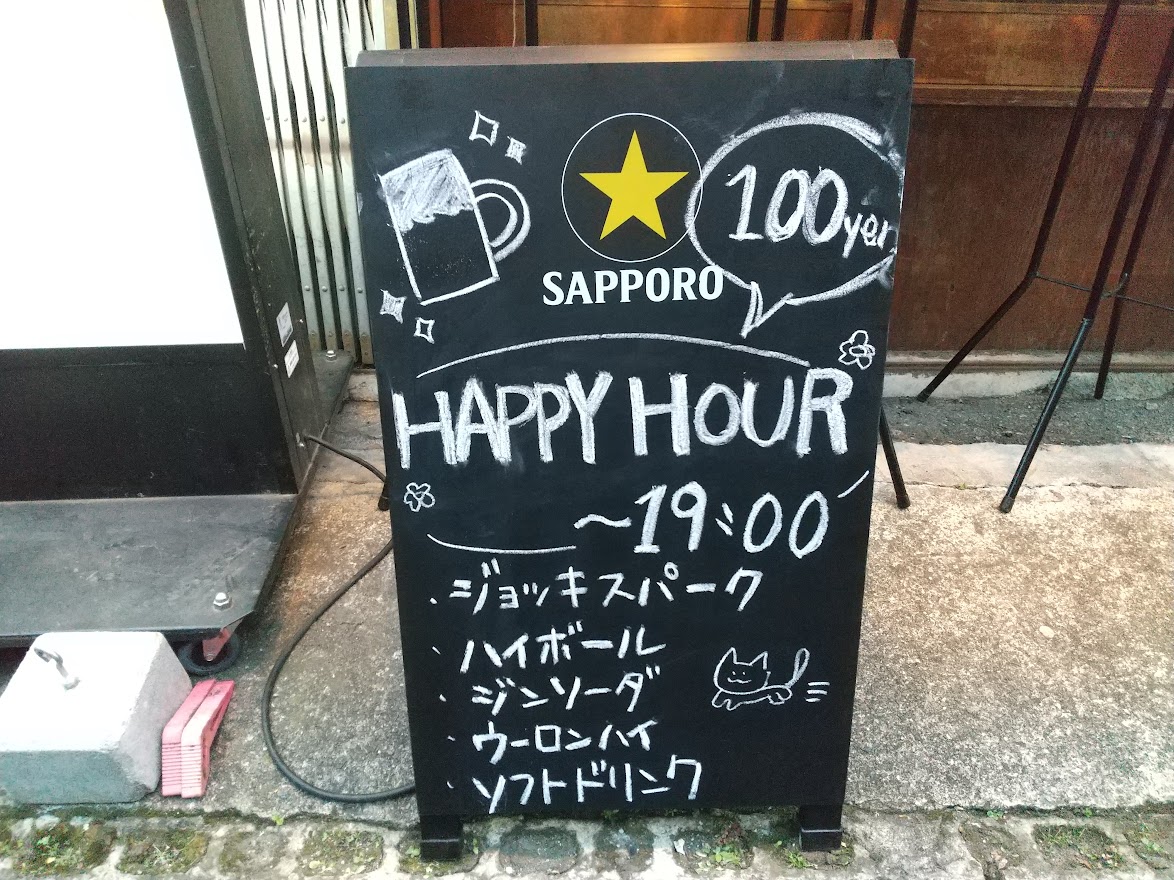 SAPPORO
100yen
HAPPY HOUR
～19:00
・ジョッキスパーク
・ハイボール
・ジンソーダ
・ウーロンハイ
・ソフトドリンク